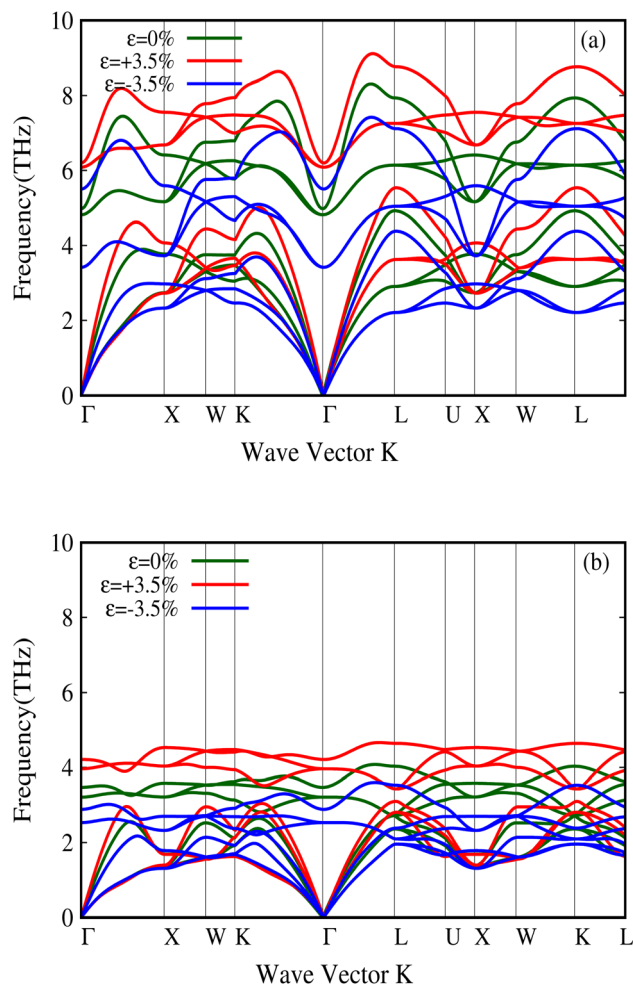 10
(a)
ε=0%
ε=+3.5%
ε=-3.5%
8
6
4
2
0
Frequency(THz)
Γ X W K Γ L U X W L
Wave Vector K
10
(b)
ε=0%
ε=+3.5%
ε=-3.5%
8
6
4
2
0
Frequency(THz)
Γ X W K Γ L U X W K L
Wave Vector K